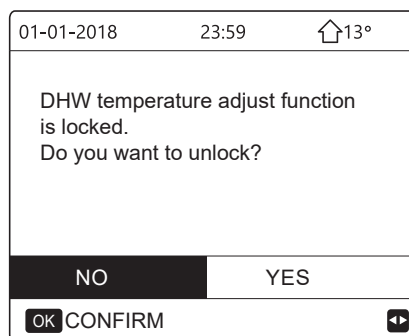 01-01-2018 23:59 13°
DHW temperature adjust function
is locked.
Do you want to unlock?
NO YES
OK CONFIRM